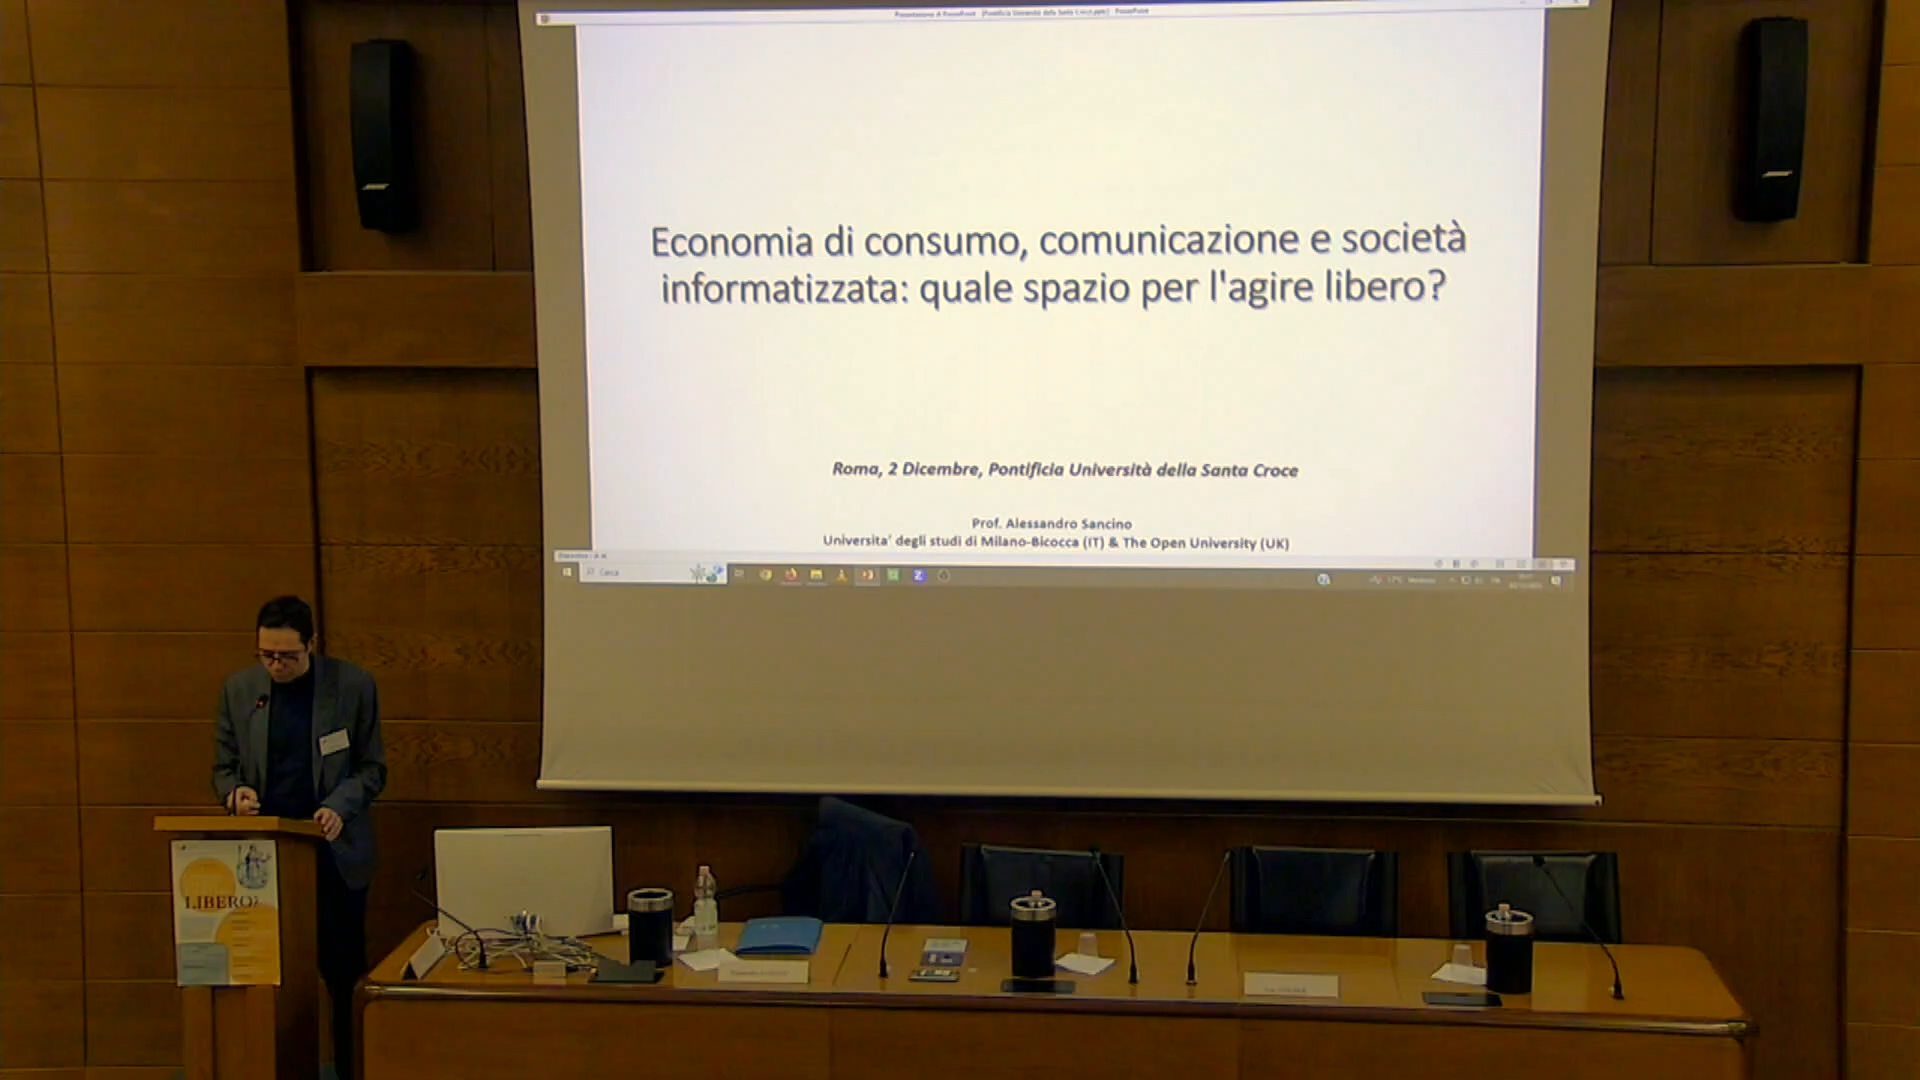 Economia di consumo, comunicazione e società
informatizzata: quale spazio per l'agire libero?
Roma, 2 Dicembre, Pontificia Università della Santa Croce
Prof. Alessandro Sancino
Universita' degli studi di Milano-Bicocca (IT) & The Open University (UK)
Cerca
LIBERO?